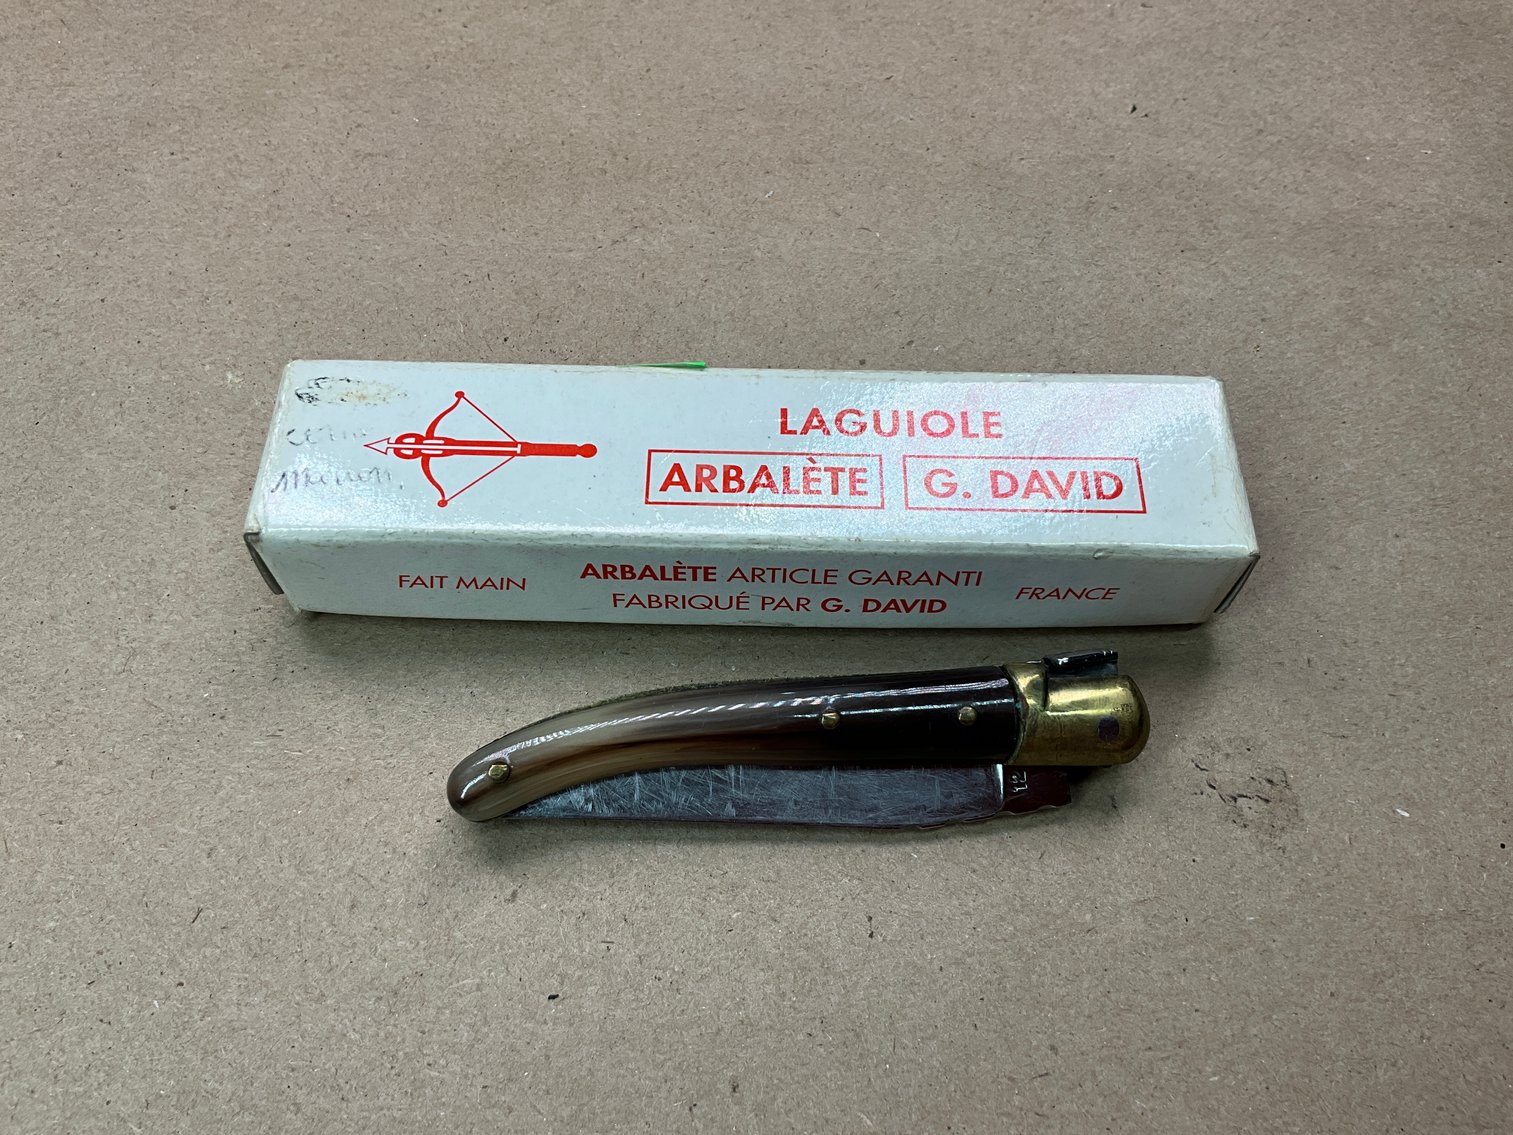 LAGUIOLE
ARBALÈTE G. DAVID
FAIT MAIN
ARBALÈTE ARTICLE GARANTI
FABRIQUÉ PAR G. DAVID
FRANCE